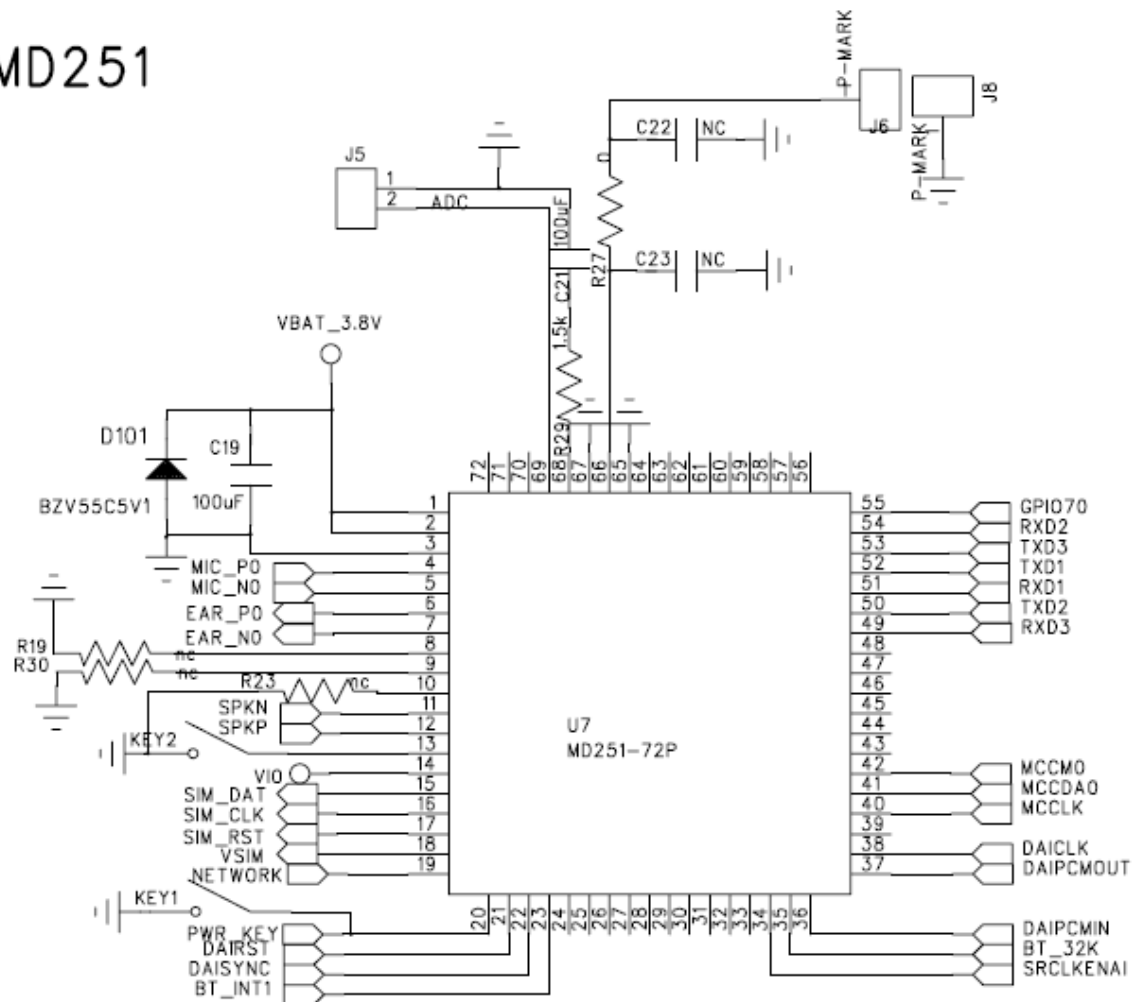 MD251
P-MARK
J6
J8
P-MARK
1
C22 NC
0
J5
1
2
ADC
100uF
C21
R27
C23 NC
1.5k
R29
VBAT_3.8V
D101
C19
BZV55C5V1
100uF
72 71 70 69 68 67 66 65 64 63 62 61 60 59 58 57 56
1
2
3
MIC_P0 4
MIC_N0 5
EAR_P0 6
EAR_N0 7
R19 nc 8
R30 nc 9
R23 nc 10
SPKN 11
SPKP 12
KEY2 13
VIO 14
SIM_DAT 15
SIM_CLK 16
SIM_RST 17
VSIM 18
NETWORK 19
KEY1
PWR_KEY
DAIRST
DAISYNC
BT_INT1
U7
MD251-72P
55 GPIO70
54 RXD2
53 TXD3
52 TXD1
51 RXD1
50 TXD2
49 RXD3
48
47
46
45
44
43
42 MCCM0
41 MCCDA0
40 MCCLK
39
38 DAICLK
37 DAIPCMOUT
20 21 22 23 24 25 26 27 28 29 30 31 32 33 34 35 36
DAIPCMIN
BT_32K
SRCLKENAI